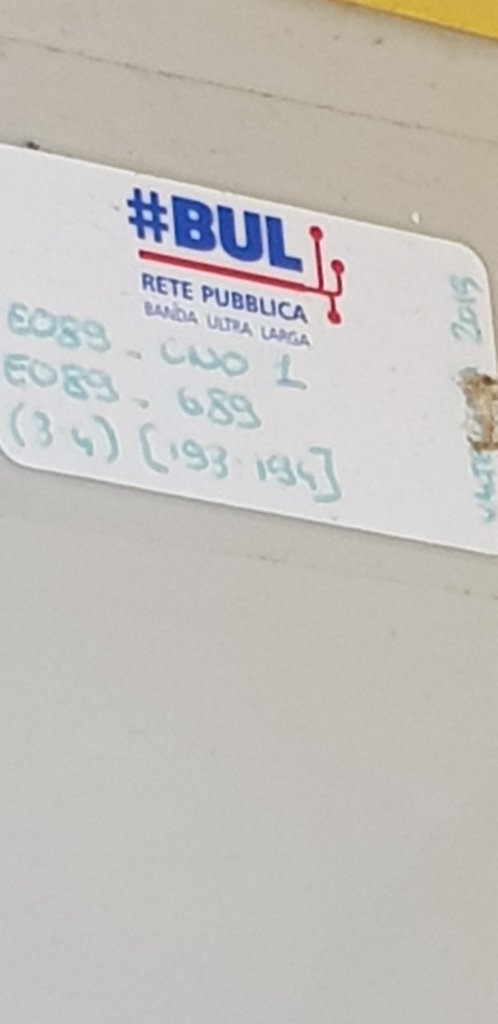 #BUL
RETE PUBBLICA
BANDA ULTRA LARGA
E089 - CNO 1
E089 - 689
(3-4) [193-194]
2019